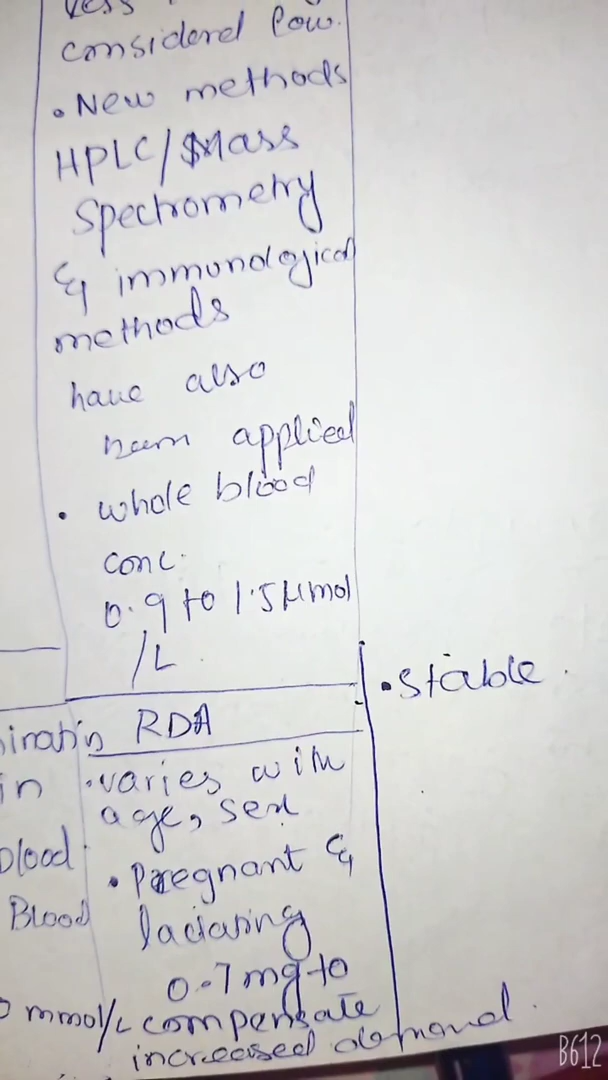 considered low.
• New methods
HPLC/Mass
Spectrometry
& immunological
methods
have also
been applied
• whole blood
conc.
0.9 to 1.5 μmol
/L
• stable.
RDA
in • varies with
age, sex
blood
• Pregnant &
Blood lactating
0.7 mg to
mmol/L compensate
increased demand.
B612